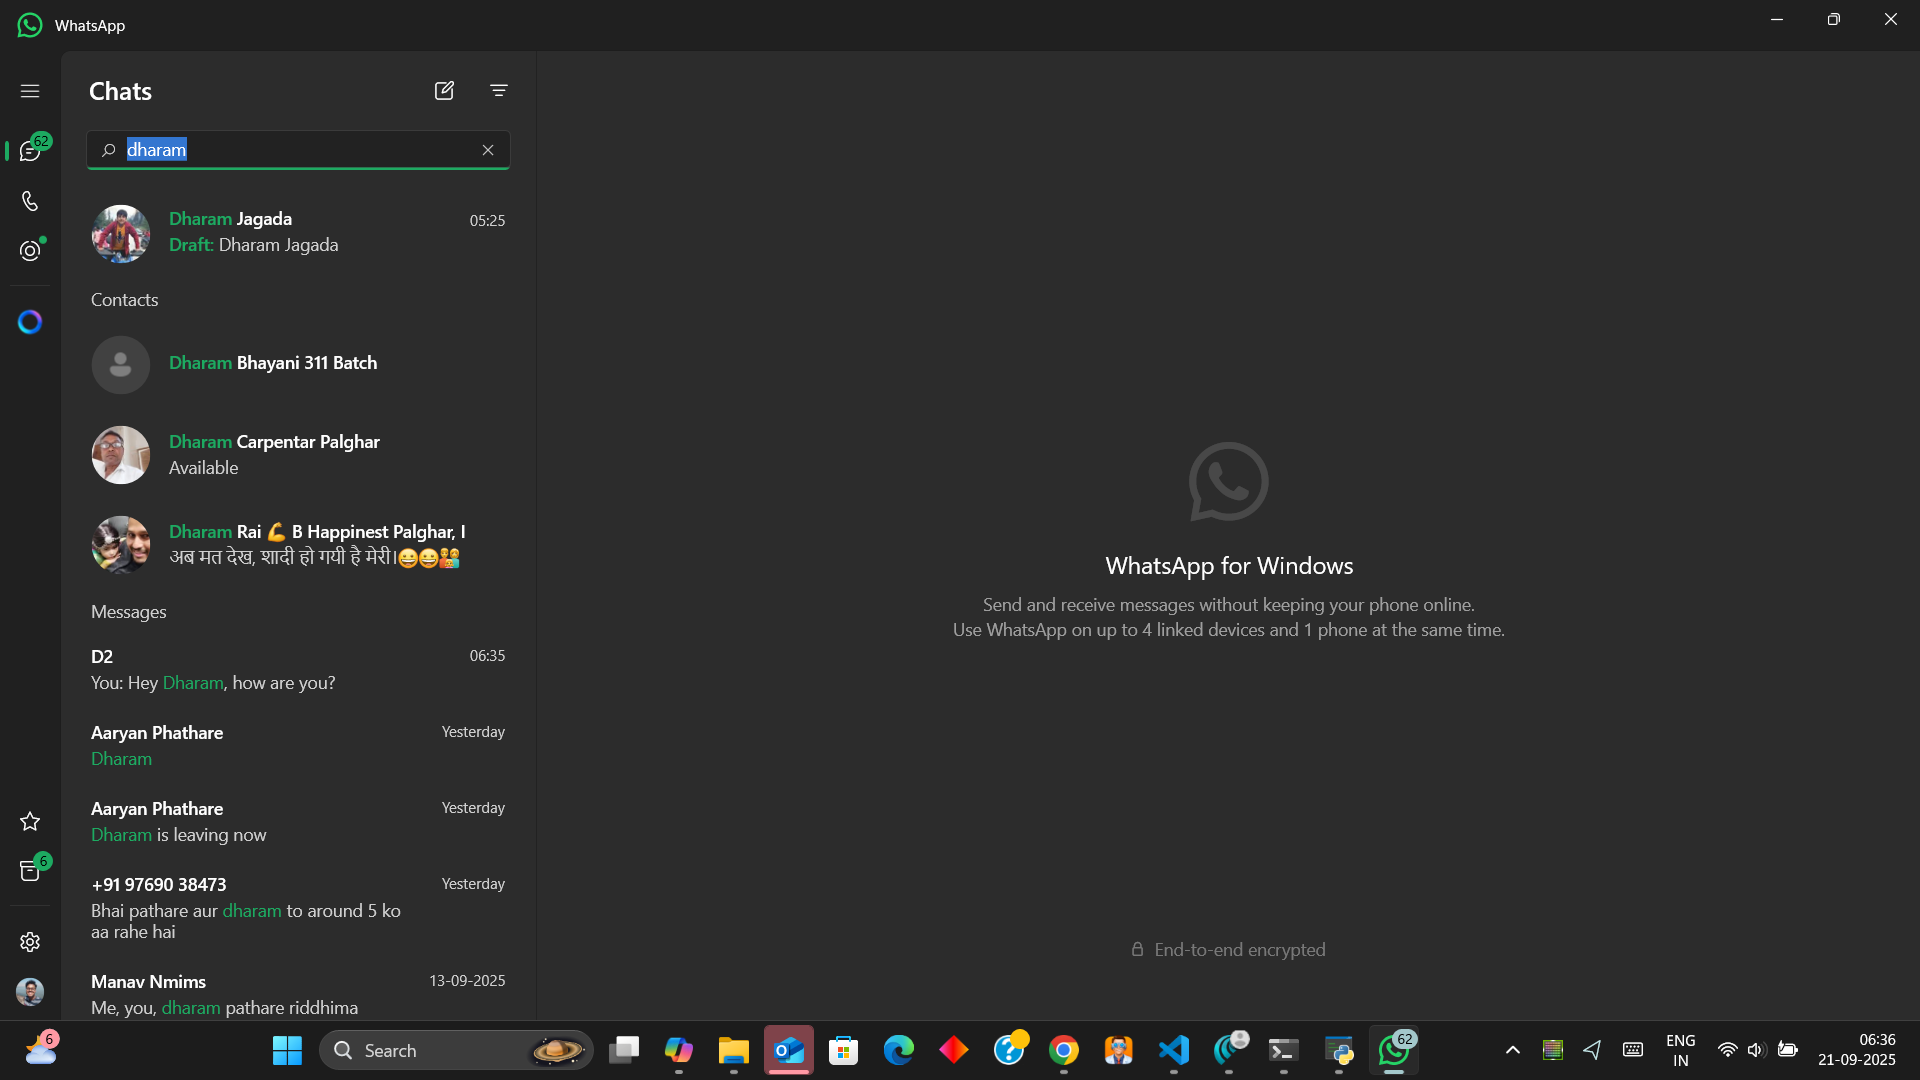 WhatsApp
Chats
62
dharam
Dharam Jagada
05:25
Draft: Dharam Jagada
Contacts
Dharam Bhayani 311 Batch
Dharam Carpentar Palghar
Available
Dharam Rai 💪 B Happinest Palghar, I
अब मत देख, शादी हो गयी है मेरी।😀😀👫
Messages
D2
06:35
You: Hey Dharam, how are you?
Aaryan Phathare
Yesterday
Dharam
Aaryan Phathare
Yesterday
Dharam is leaving now
6
+91 97690 38473
Yesterday
Bhai pathare aur dharam to around 5 ko
aa rahe hai
Manav Nmims
13-09-2025
Me, you, dharam pathare riddhima
WhatsApp for Windows
Send and receive messages without keeping your phone online.
Use WhatsApp on up to 4 linked devices and 1 phone at the same time.
End-to-end encrypted
6
Search
62
ENG
IN
06:36
21-09-2025